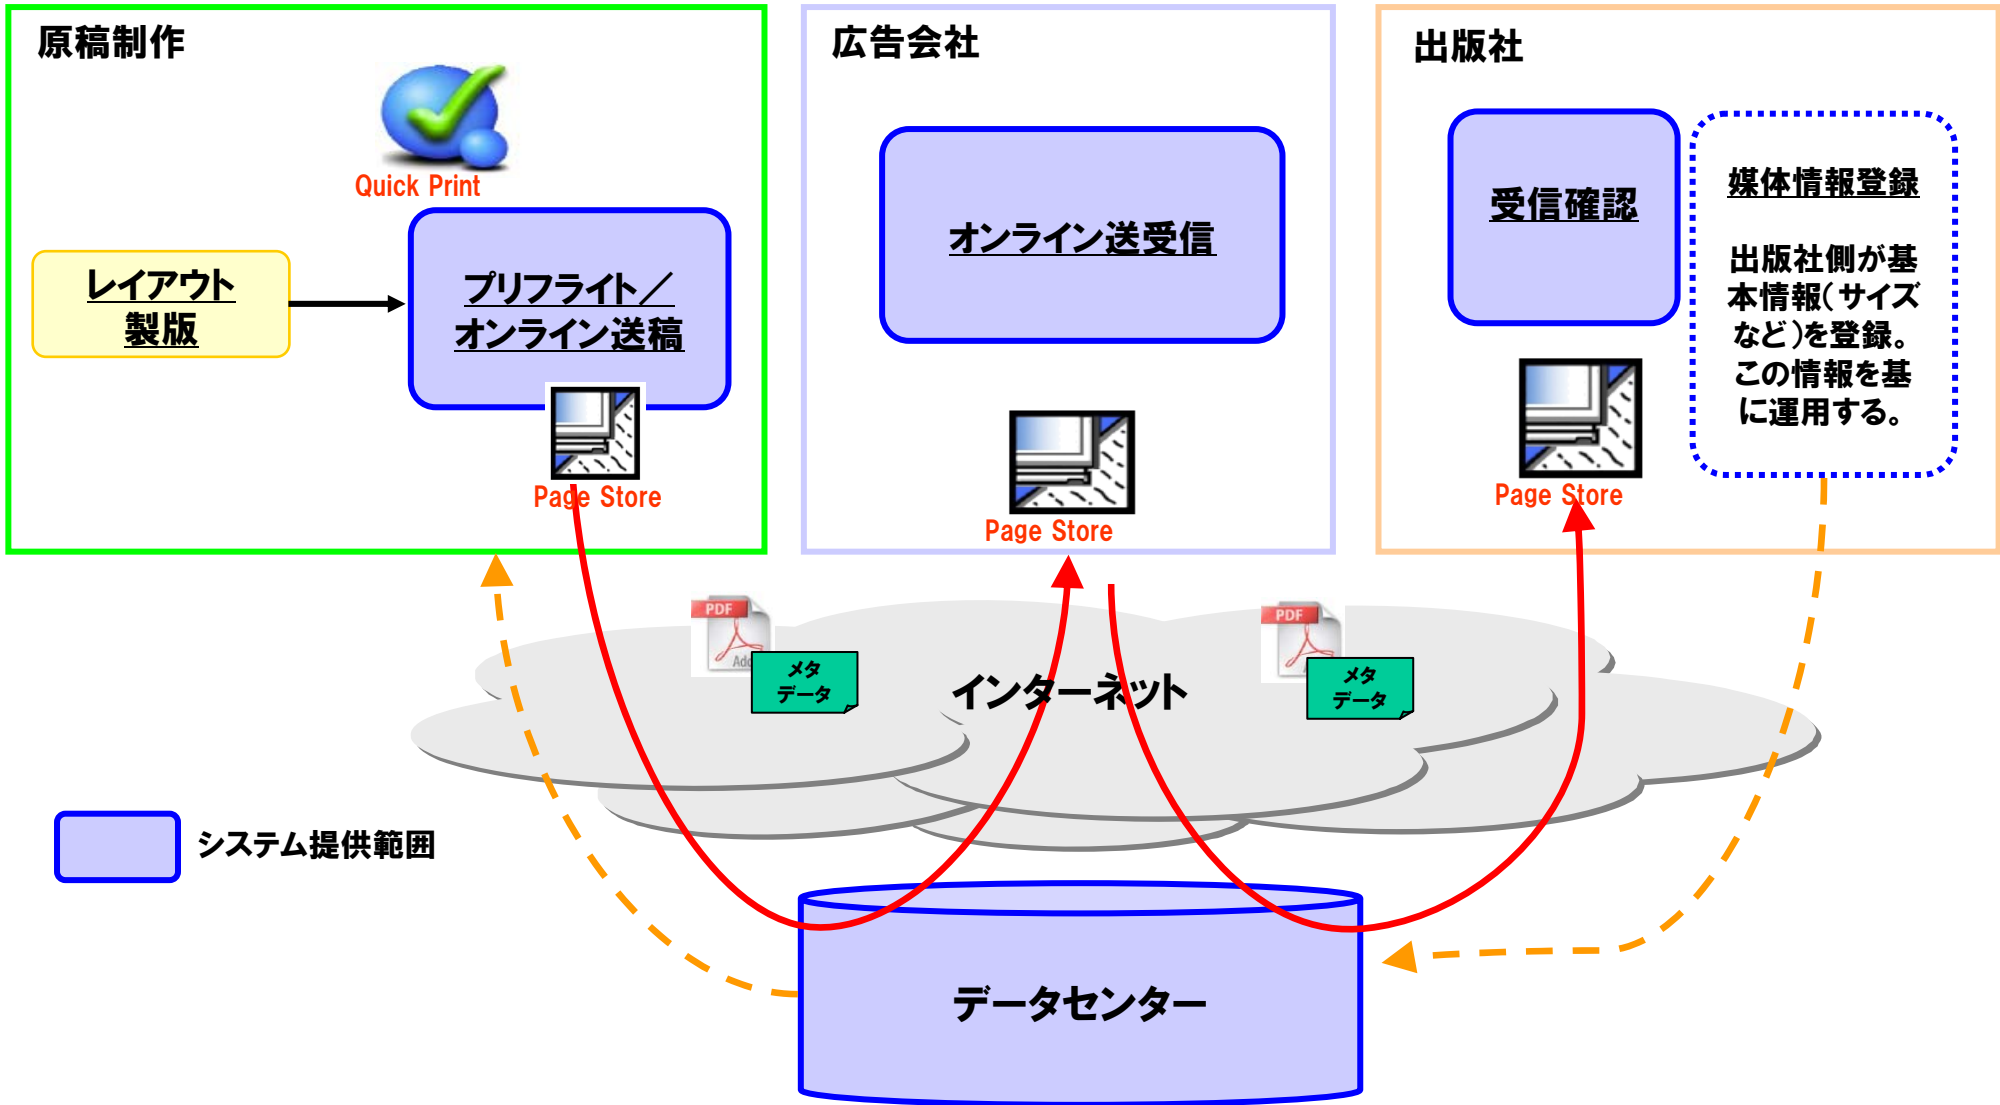 原稿制作
Quick Print
レイアウト
製版
プリフライト／
オンライン送稿
Page Store
広告会社
オンライン送受信
Page Store
出版社
受信確認
Page Store
媒体情報登録
出版社側が基
本情報（サイズ
など）を登録。
この情報を基
に運用する。
PDF
Ado
メタ
データ
インターネット
PDF
メタ
データ
システム提供範囲
データセンター